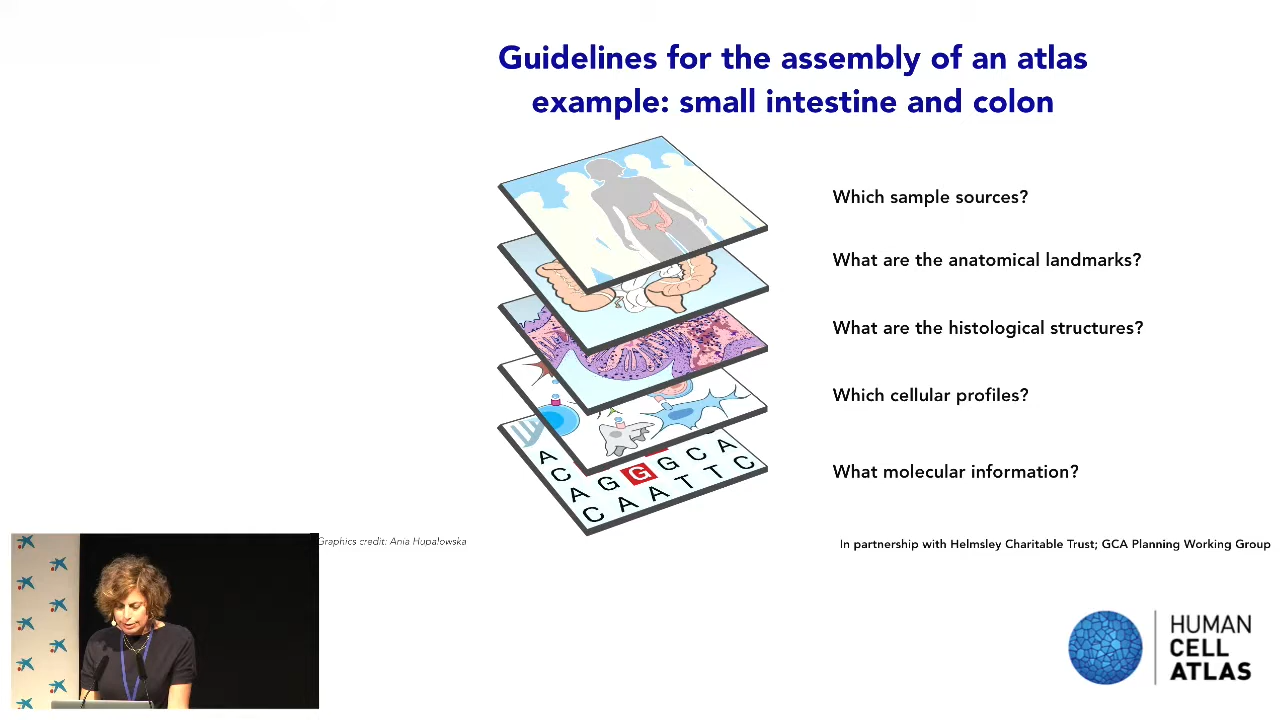 Guidelines for the assembly of an atlas
example: small intestine and colon
Which sample sources?
What are the anatomical landmarks?
What are the histological structures?
Which cellular profiles?
A
C
A G G G C A
C A A T T C
What molecular information?
Graphics credit: Ania Hupalowska
In partnership with Helmsley Charitable Trust; GCA Planning Working Group
HUMAN
CELL
ATLAS